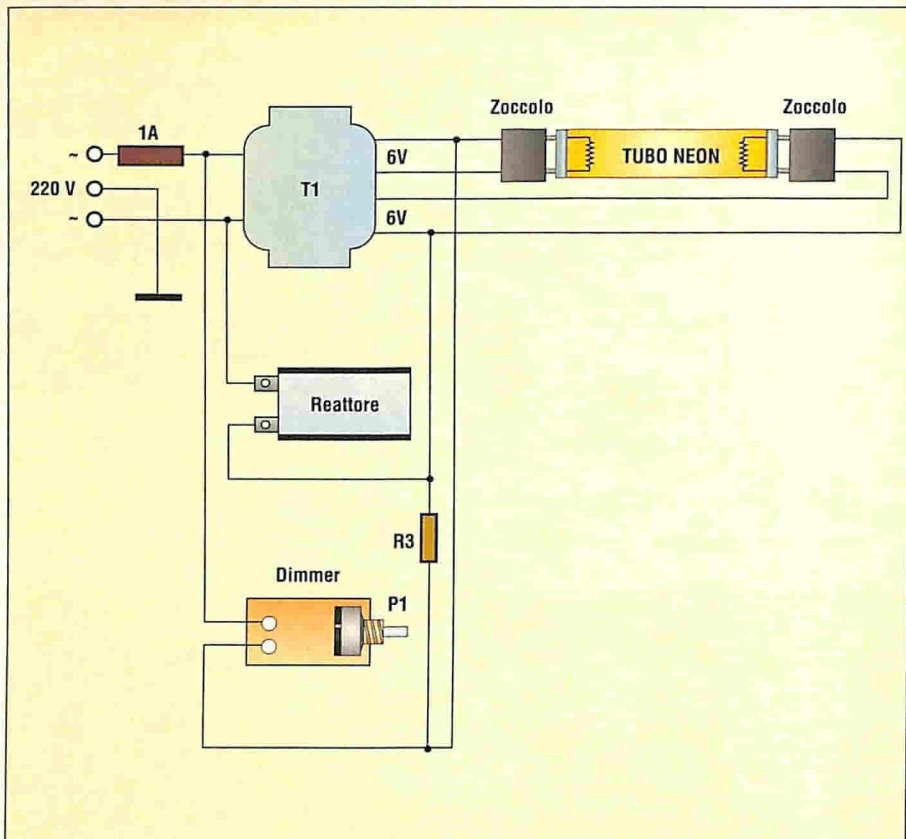 Zoccolo
Zoccolo
1A
~
6V
TUBO NEON
220 V
T1
~
6V
Reattore
R3
Dimmer
P1